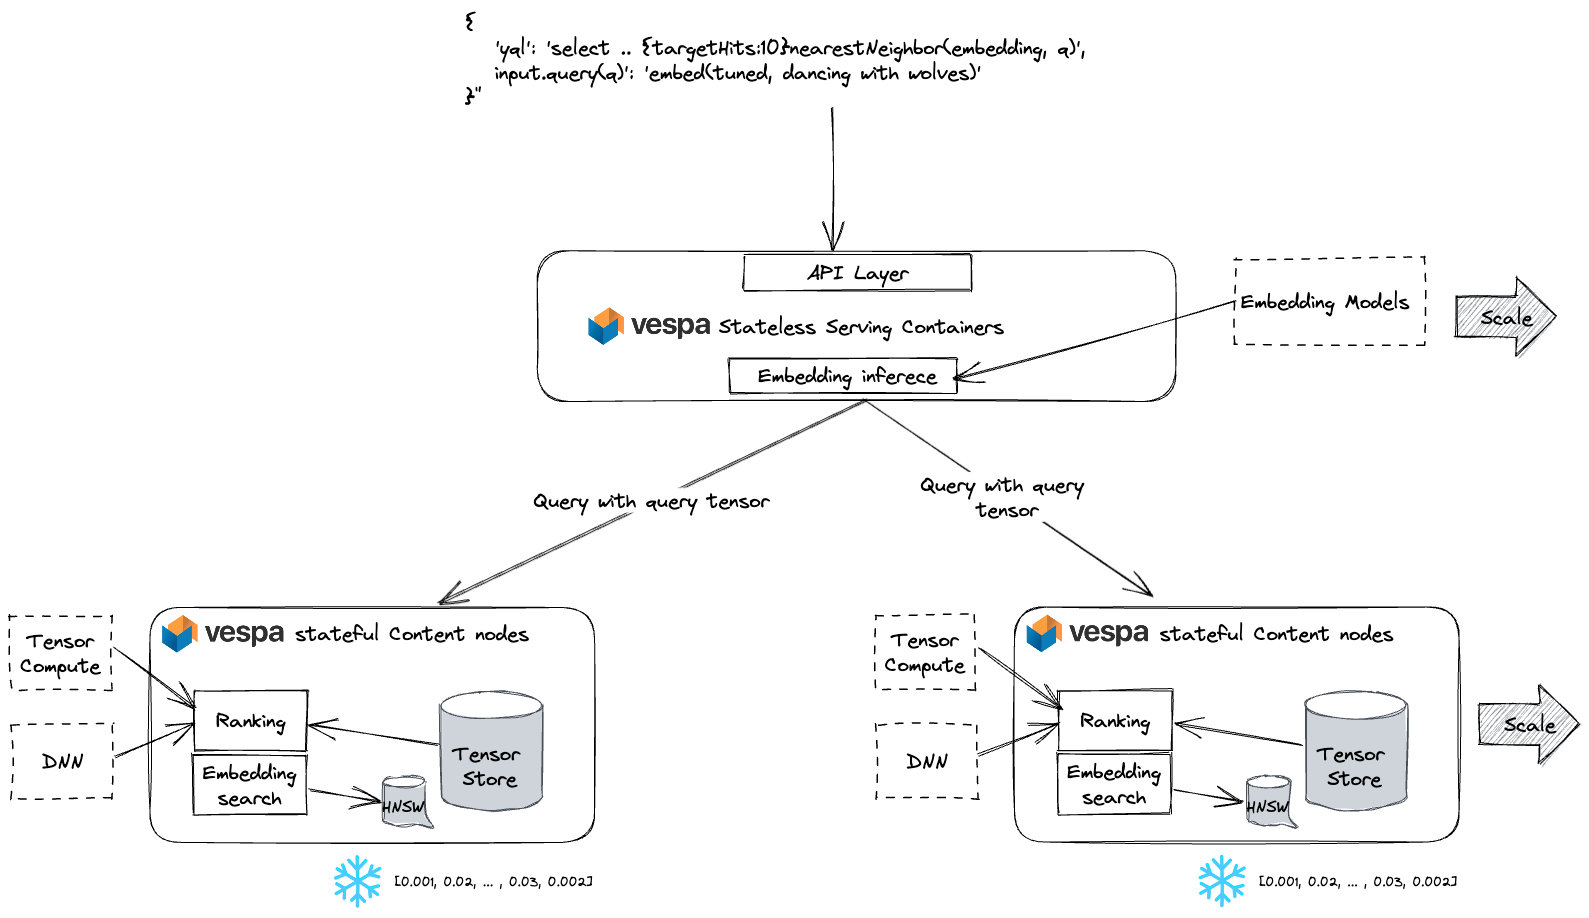 {
'yql': 'select .. {targetHits:10}nearestNeighbor(embedding, q)',
input.query(q)': 'embed(tuned, dancing with wolves)'
}"
API Layer
vespa Stateless Serving Containers
Embedding inferece
Embedding Models
Scale
Query with query tensor
Query with query
tensor
Tensor
Compute
DNN
vespa stateful Content nodes
Ranking
Embedding
search
HNSW
Tensor
Store
[0.001, 0.02, ... , 0.03, 0.002]
Tensor
Compute
DNN
vespa stateful Content nodes
Ranking
Embedding
search
HNSW
Tensor
Store
Scale
[0.001, 0.02, ... , 0.03, 0.002]